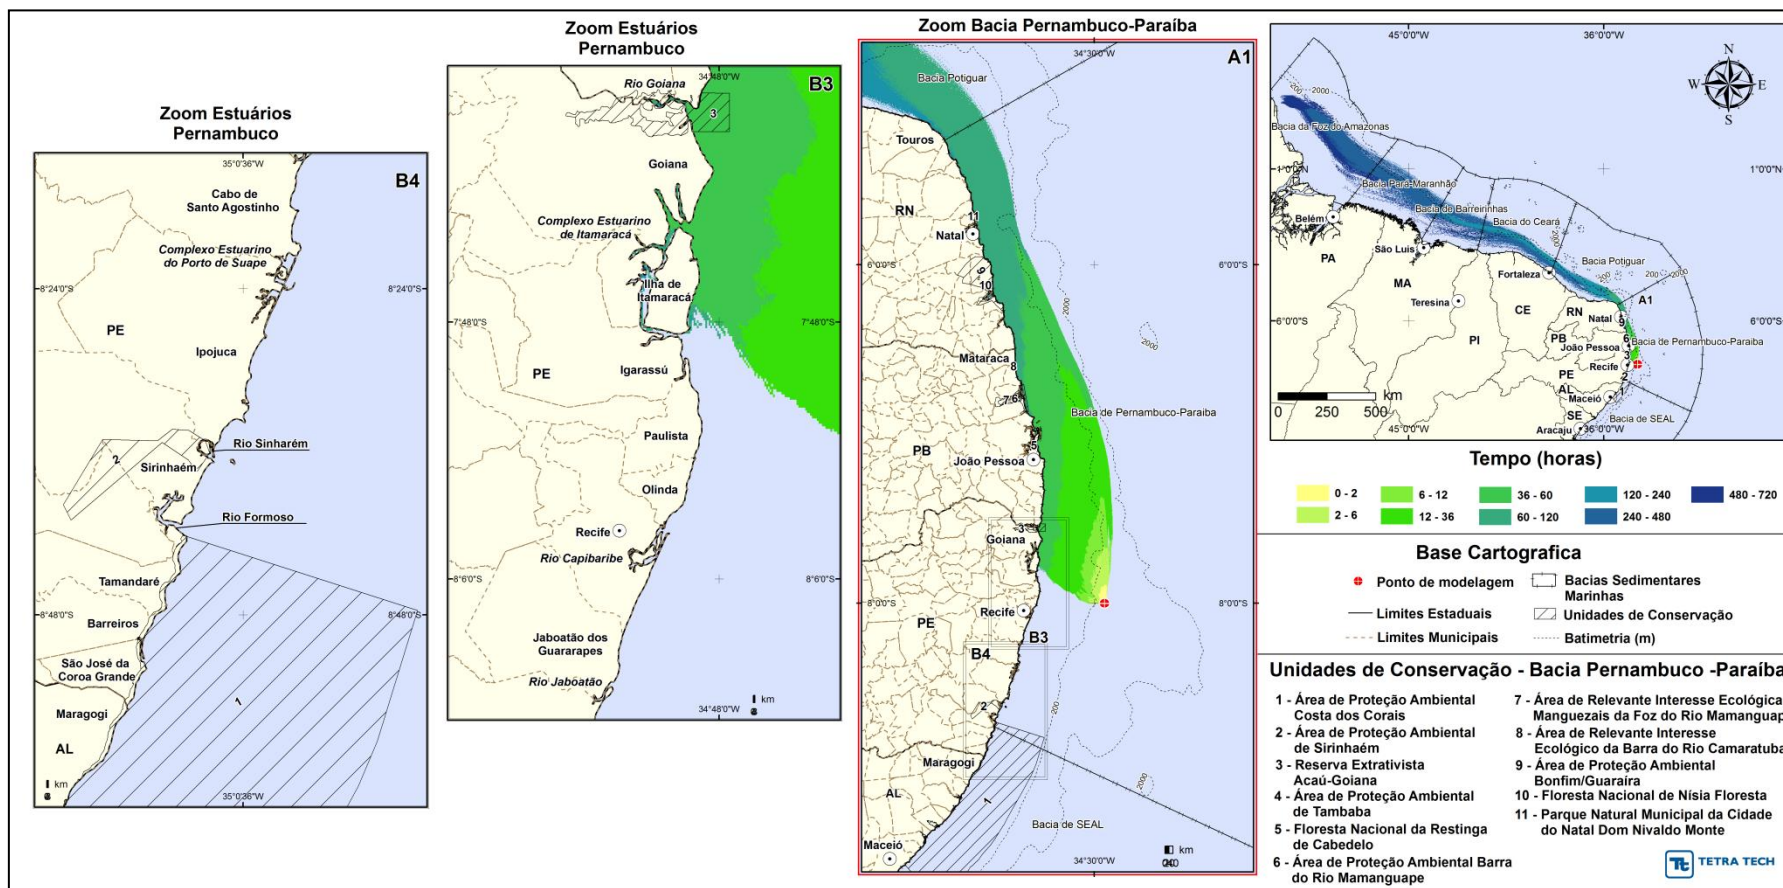 Zoom Estuários
Pernambuco
B4
35°0'36"W
Cabo de
Santo Agostinho
Complexo Estuarino
do Porto de Suape
8°24'0"S
8°24'0"S
PE
Ipojuca
Rio Sinharém
2
Sirinhaém
Rio Formoso
Tamandaré
8°48'0"S
8°48'0"S
Barreiros
São José da
Coroa Grande
Maragogi
1
AL
km
35°0'36"W
Zoom Estuários
Pernambuco
B3
34°48'0"W
Rio Goiana
3
Goiana
Complexo Estuarino
de Itamaracá
Ilha de
Itamaracá
7°48'0"S
7°48'0"S
PE
Igarassú
Paulista
Olinda
Recife
Rio Capibaribe
8°6'0"S
8°6'0"S
Jaboatão dos
Guararapes
Rio Jaboatão
km
34°48'0"W
Zoom Bacia Pernambuco-Paraíba
34°30'0"W
A1
Bacia Potiguar
Touros
RN
11
Natal
9
10
6°0'0"S
6°0'0"S
2000
2000
Mataraca
8
7
6
Bacia de Pernambuco-Paraiba
PB
5
João Pessoa
3
Goiana
8°0'0"S
8°0'0"S
Recife
PE
B3
B4
2
200
2000
Maragogi
1
AL
Bacia de SEAL
Maceió
km
34°30'0"W
45°0'0"W
36°0'0"W
N
W
E
S
200
2000
Bacia da Foz do Amazonas
1°0'0"N
1°0'0"N
Bacia Pará-Maranhão
Bacia de Barreirinhas
Bacia do Ceará
Belém
2000
São Luis
Bacia Potiguar
PA
MA
Fortaleza
200
200
2000
Teresina
CE
A1
RN
Natal
9
6°0'0"S
6°0'0"S
PI
PB
João Pessoa
6
Bacia de Pernambuco-Paraiba
3
PE
Recife
2
AL
Maceió
1
0
250
500
km
SE
Bacia de SEAL
Aracaju
45°0'0"W
36°0'0"W
Tempo (horas)
0 - 2
6 - 12
36 - 60
120 - 240
480 - 720
2 - 6
12 - 36
60 - 120
240 - 480
Base Cartografica
Ponto de modelagem
Bacias Sedimentares
Marinhas
Limites Estaduais
Unidades de Conservação
Limites Municipais
Batimetria (m)
Unidades de Conservação - Bacia Pernambuco -Paraíba
1 - Área de Proteção Ambiental
Costa dos Corais
2 - Área de Proteção Ambiental
de Sirinhaém
3 - Reserva Extrativista
Acaú-Goiana
4 - Área de Proteção Ambiental
de Tambaba
5 - Floresta Nacional da Restinga
de Cabedelo
6 - Área de Proteção Ambiental Barra
do Rio Mamanguape
7 - Área de Relevante Interesse Ecológica
Manguezais da Foz do Rio Mamanguap
8 - Área de Relevante Interesse
Ecológico da Barra do Rio Camaratuba
9 - Área de Proteção Ambiental
Bonfim/Guaraíra
10 - Floresta Nacional de Nísia Floresta
11 - Parque Natural Municipal da Cidade
do Natal Dom Nivaldo Monte
Tt
TETRA TECH